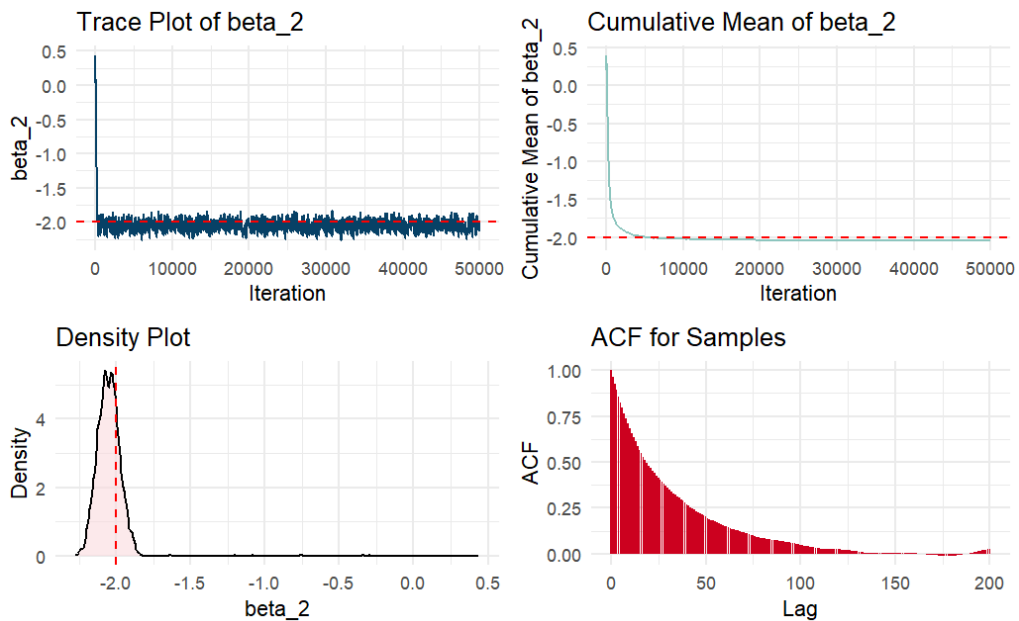 Trace Plot of beta_2
0.5
0.0
-0.5
-1.0
-1.5
-2.0
beta_2
0 10000 20000 30000 40000 50000
Iteration
Cumulative Mean of beta_2
0.5
0.0
-0.5
-1.0
-1.5
-2.0
Cumulative Mean of beta_2
0 10000 20000 30000 40000 50000
Iteration
Density Plot
4
2
0
Density
-2.0 -1.5 -1.0 -0.5 0.0 0.5
beta_2
ACF for Samples
1.00
0.75
0.50
0.25
0.00
ACF
0 50 100 150 200
Lag